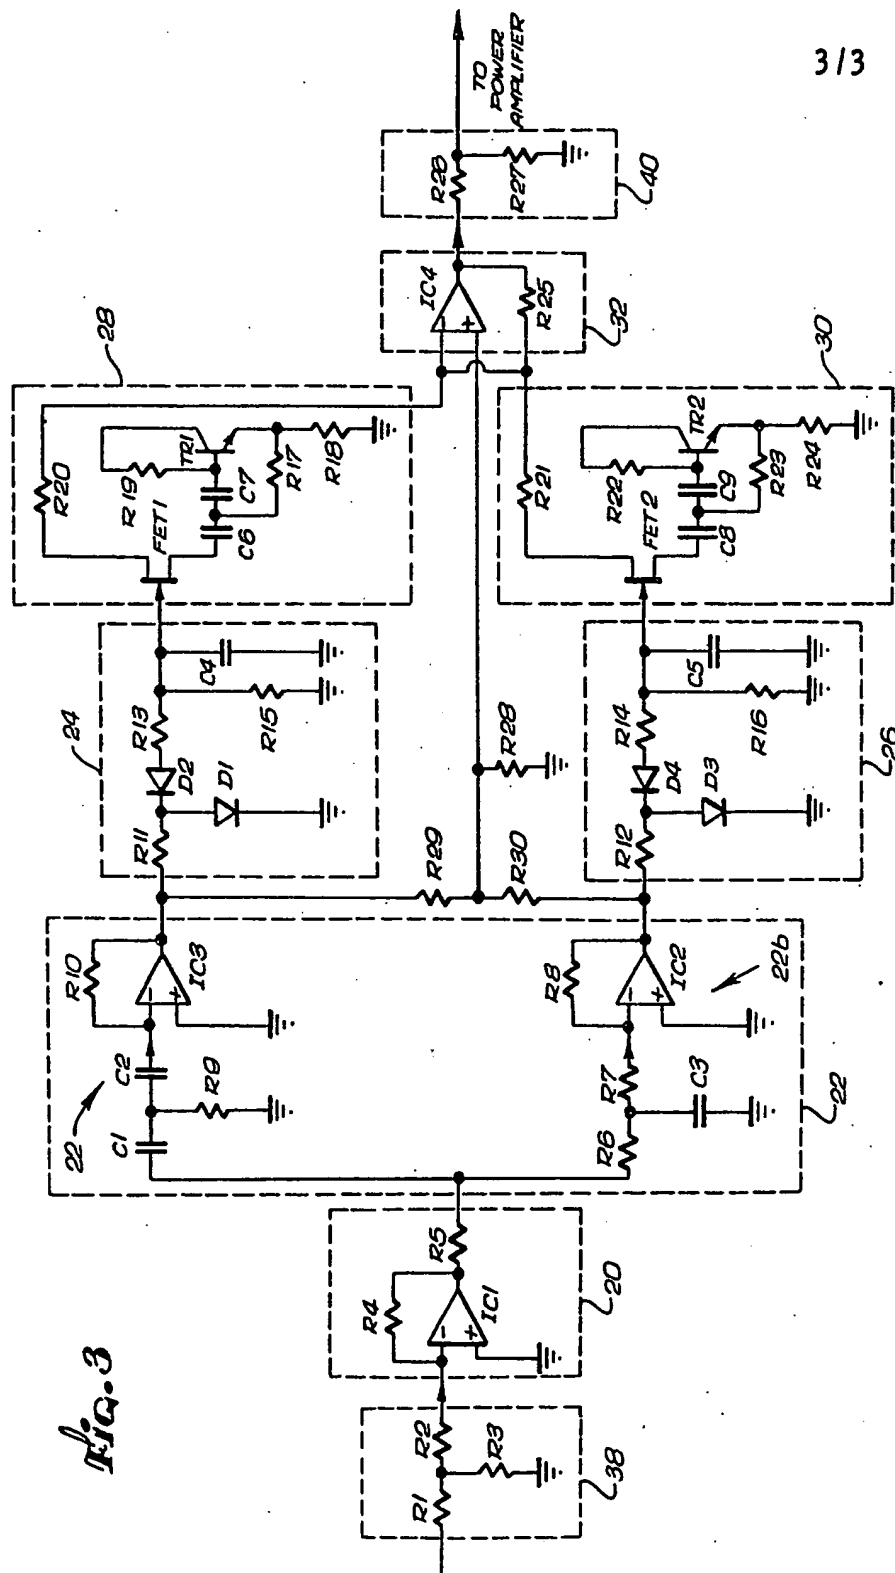 3/3
TO
POWER
AMPLIFIER
R26
R27
40
IC4
-
+
R25
32
28
R20
R19
TR1
FET1
C7
C6
R17
R18
30
R21
R22
TR2
FET2
C9
C8
R23
R24
24
R13
D2
R11
C4
R15
D1
R28
R29
R30
R14
D4
R12
C5
R16
D3
26
R10
IC3
-
+
C2
R9
C1
22
R8
IC2
-
+
22b
R7
C3
R6
22
R5
R4
IC1
-
+
20
R2
R3
R1
38
FIG. 3